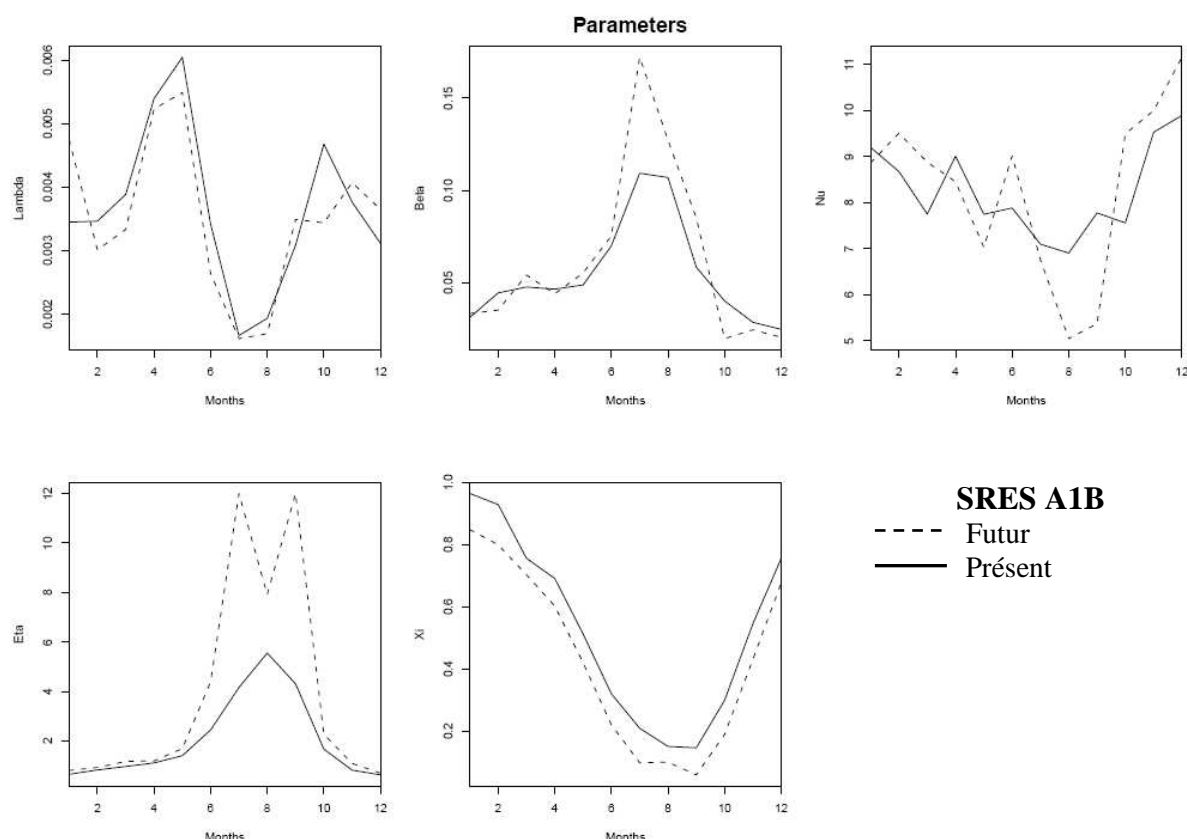 Parameters
0.006
0.005
0.004
0.003
0.002
Lambda
2 4 6 8 10 12
Months
0.15
0.10
0.05
Beta
2 4 6 8 10 12
Months
11
10
9
8
7
6
5
Nu
2 4 6 8 10 12
Months
12
10
8
6
4
2
Eta
2 4 6 8 10 12
Months
1.0
0.8
0.6
0.4
0.2
Xi
2 4 6 8 10 12
Months
SRES A1B
Futur
Présent